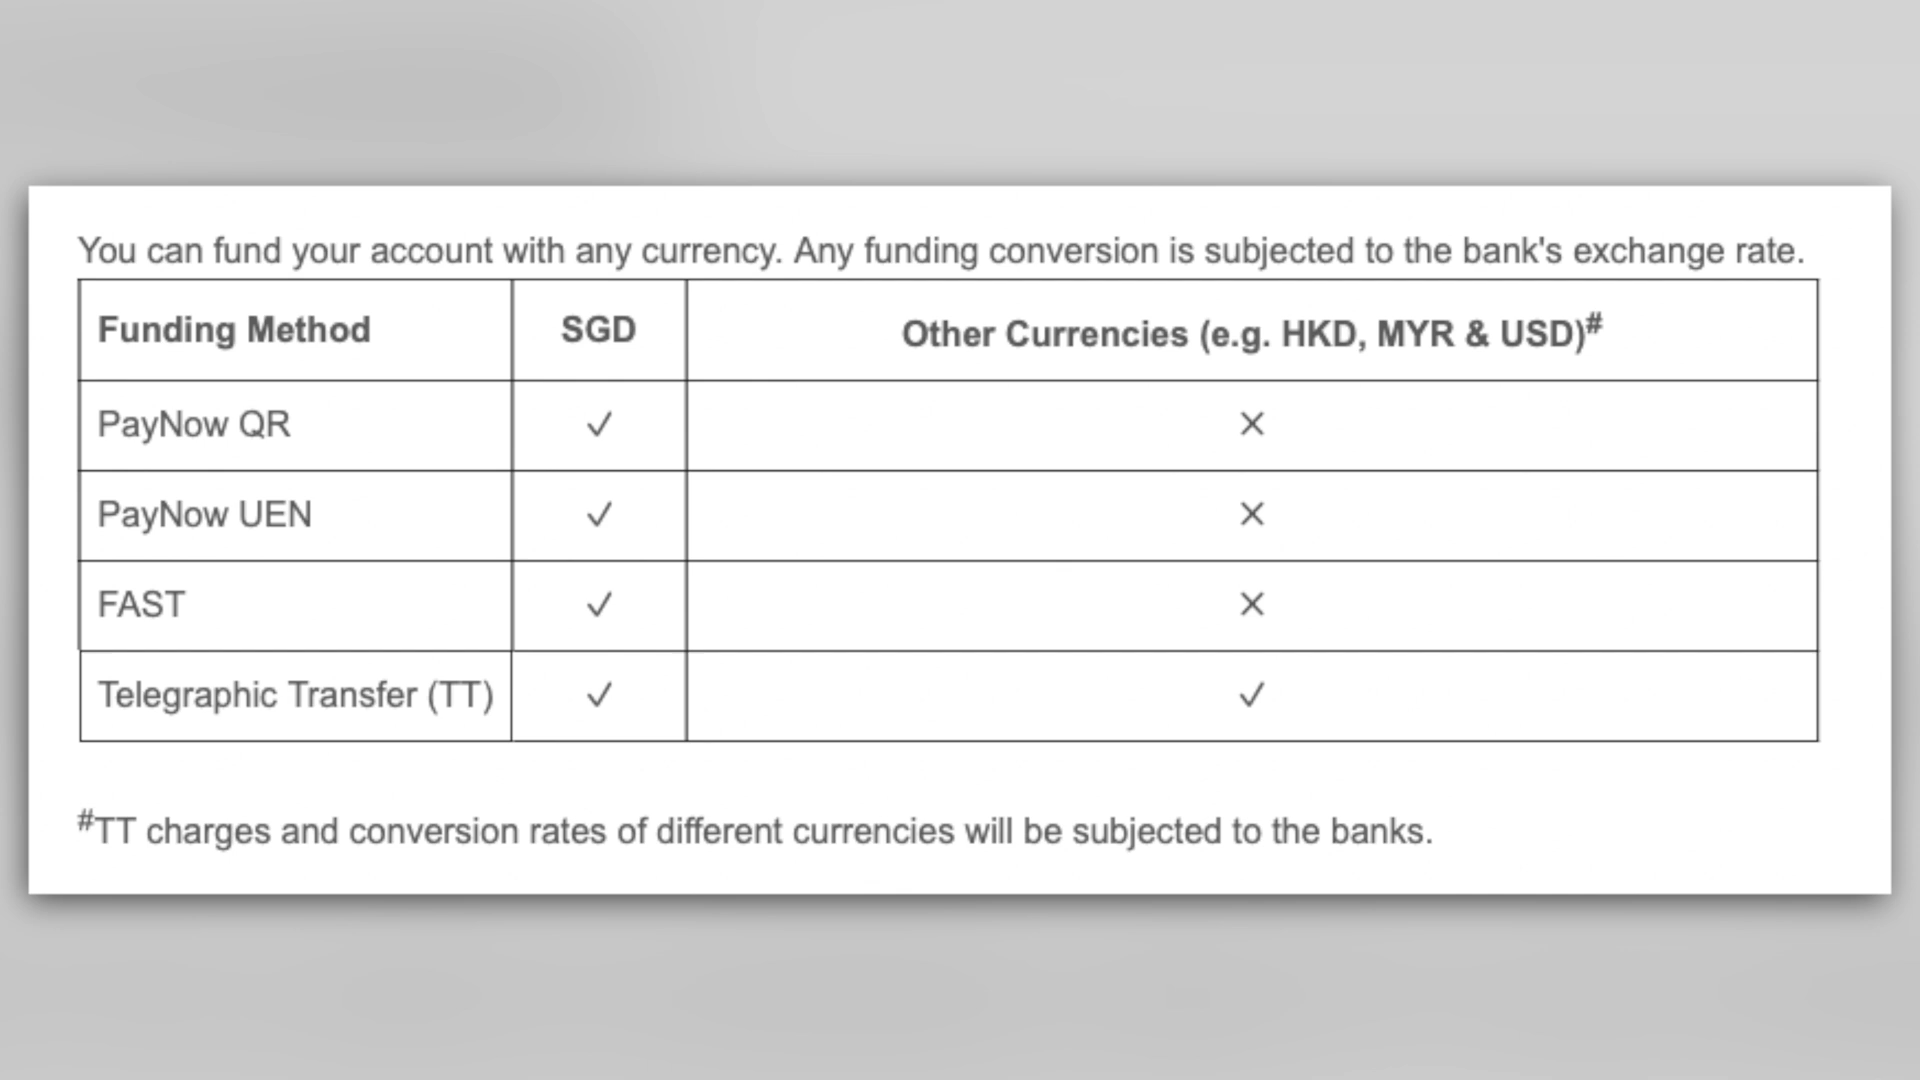 You can fund your account with any currency. Any funding conversion is subjected to the bank's exchange rate.
Funding Method SGD Other Currencies (e.g. HKD, MYR & USD)#
PayNow QR ✓ ✕
PayNow UEN ✓ ✕
FAST ✓ ✕
Telegraphic Transfer (TT) ✓ ✓
#TT charges and conversion rates of different currencies will be subjected to the banks.